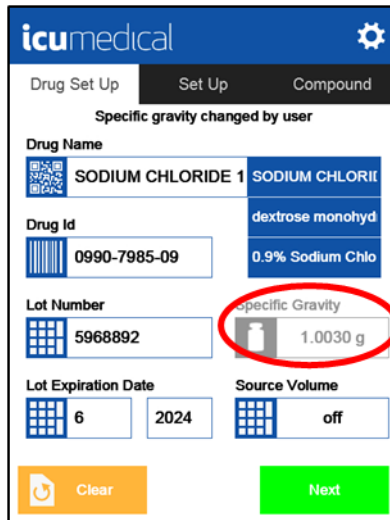 icumedical
Drug Set Up Set Up Compound
Specific gravity changed by user
Drug Name
SODIUM CHLORIDE 1 SODIUM CHLORI
dextrose monohyd
Drug Id
0990-7985-09 0.9% Sodium Chlo
Lot Number Specific Gravity
5968892 1.0030 g
Lot Expiration Date Source Volume
6 2024 off
Clear Next